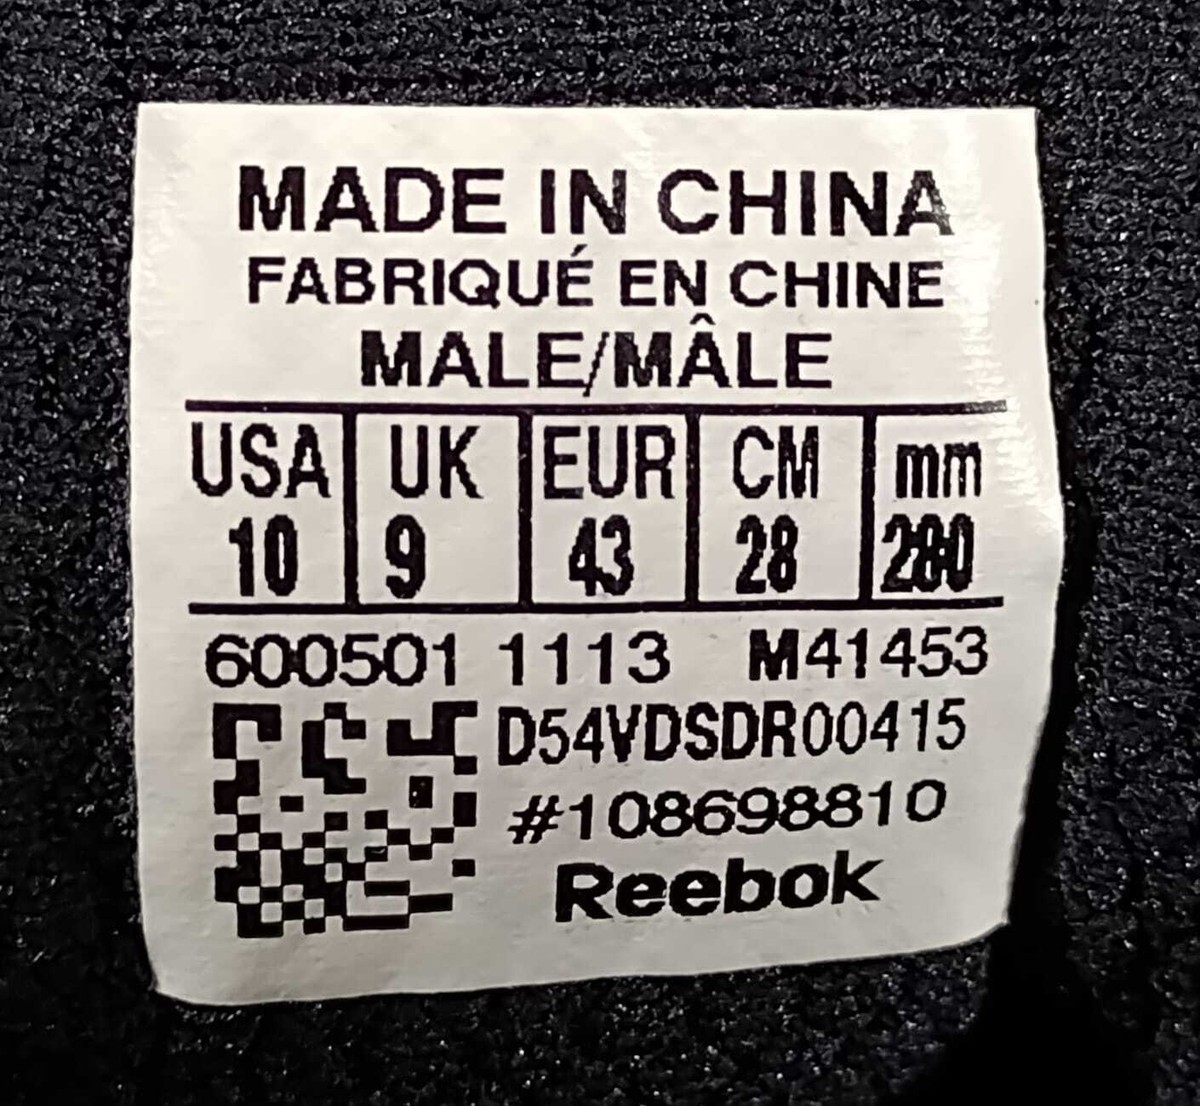 MADE IN CHINA
FABRIQUÉ EN CHINE
MALE/MÂLE
USA UK EUR CM mm
10 9 43 28 280
600501 1113 M41453
D54VDSDR00415
#108698810
Reebok